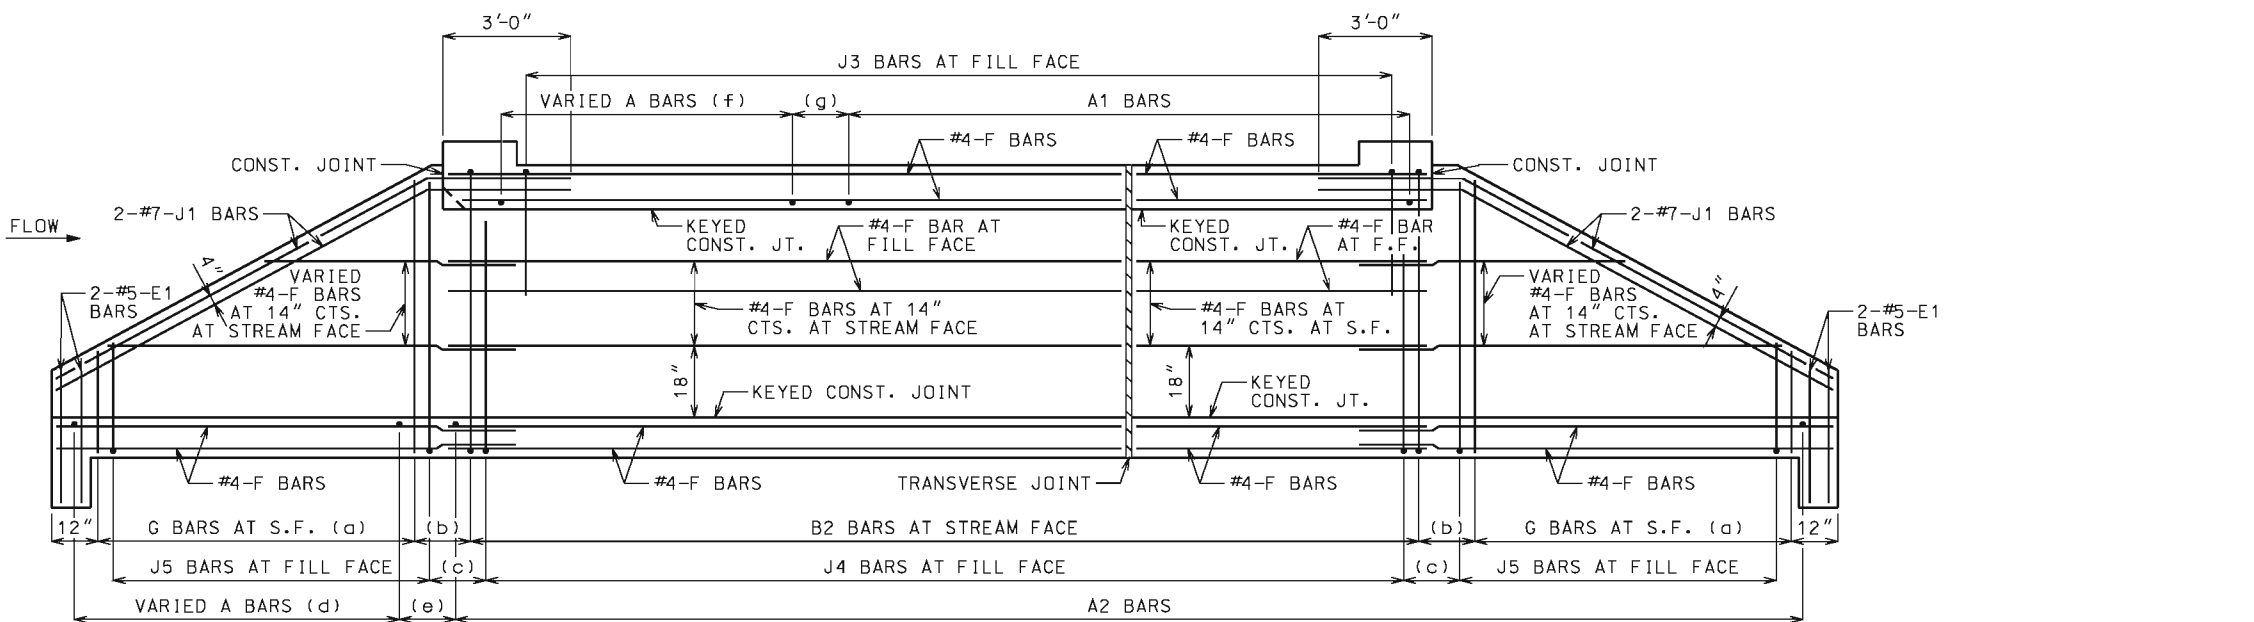 3'-0"
3'-0"
J3 BARS AT FILL FACE
VARIED A BARS (f)
(g)
A1 BARS
#4-F BARS
#4-F BARS
CONST. JOINT
CONST. JOINT
2-#7-J1 BARS
2-#7-J1 BARS
FLOW
KEYED
CONST. JT.
#4-F BAR AT
FILL FACE
KEYED
CONST. JT.
#4-F BAR
AT F.F.
4"
VARIED
#4-F BARS
AT 14" CTS.
AT STREAM FACE
2-#5-E1
BARS
#4-F BARS AT 14"
CTS. AT STREAM FACE
#4-F BARS AT
14" CTS. AT S.F.
VARIED
#4-F BARS
AT 14" CTS.
AT STREAM FACE
4"
2-#5-E1
BARS
18"
KEYED CONST. JOINT
18"
KEYED
CONST. JT.
#4-F BARS
#4-F BARS
TRANSVERSE JOINT
#4-F BARS
#4-F BARS
12"
G BARS AT S.F. (a)
(b)
B2 BARS AT STREAM FACE
(b)
G BARS AT S.F. (a)
12"
J5 BARS AT FILL FACE
(c)
J4 BARS AT FILL FACE
(c)
J5 BARS AT FILL FACE
VARIED A BARS (d)
(e)
A2 BARS